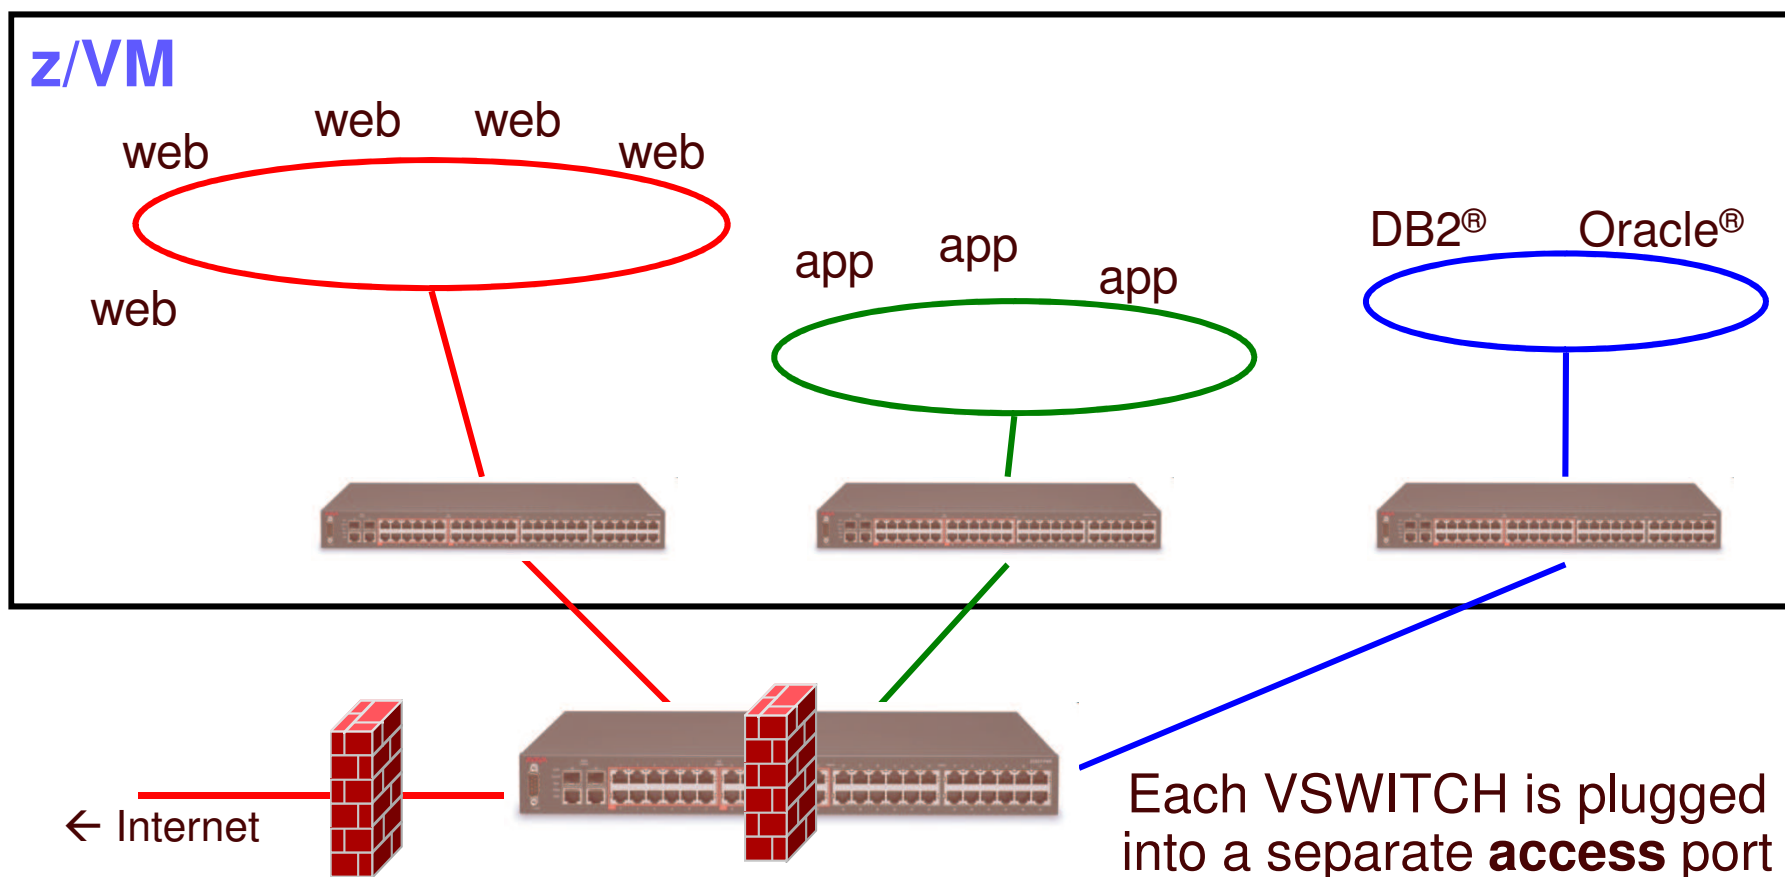 z/VM
web
web
web
web
web
app
app
app
DB2®
Oracle®
← Internet
Each VSWITCH is plugged
into a separate access port